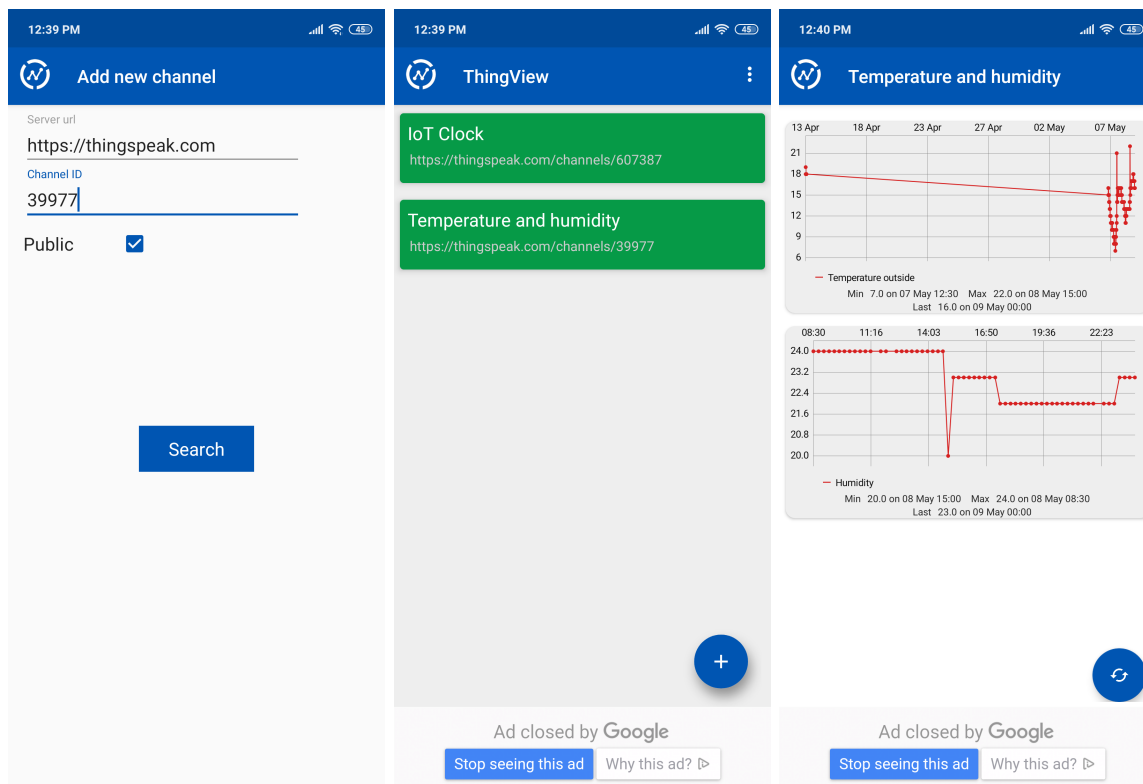 12:39 PM
45
Add new channel
Server url
https://thingspeak.com
Channel ID
39977
Public
Search
12:39 PM
45
ThingView
IoT Clock
https://thingspeak.com/channels/607387
Temperature and humidity
https://thingspeak.com/channels/39977
+
Ad closed by Google
Stop seeing this ad
Why this ad?
12:40 PM
45
Temperature and humidity
13 Apr 18 Apr 23 Apr 27 Apr 02 May 07 May
21
18
15
12
9
6
Temperature outside
Min 7.0 on 07 May 12:30 Max 22.0 on 08 May 15:00
Last 16.0 on 09 May 00:00
08:30 11:16 14:03 16:50 19:36 22:23
24.0
23.2
22.4
21.6
20.8
20.0
Humidity
Min 20.0 on 08 May 15:00 Max 24.0 on 08 May 08:30
Last 23.0 on 09 May 00:00
Ad closed by Google
Stop seeing this ad
Why this ad?